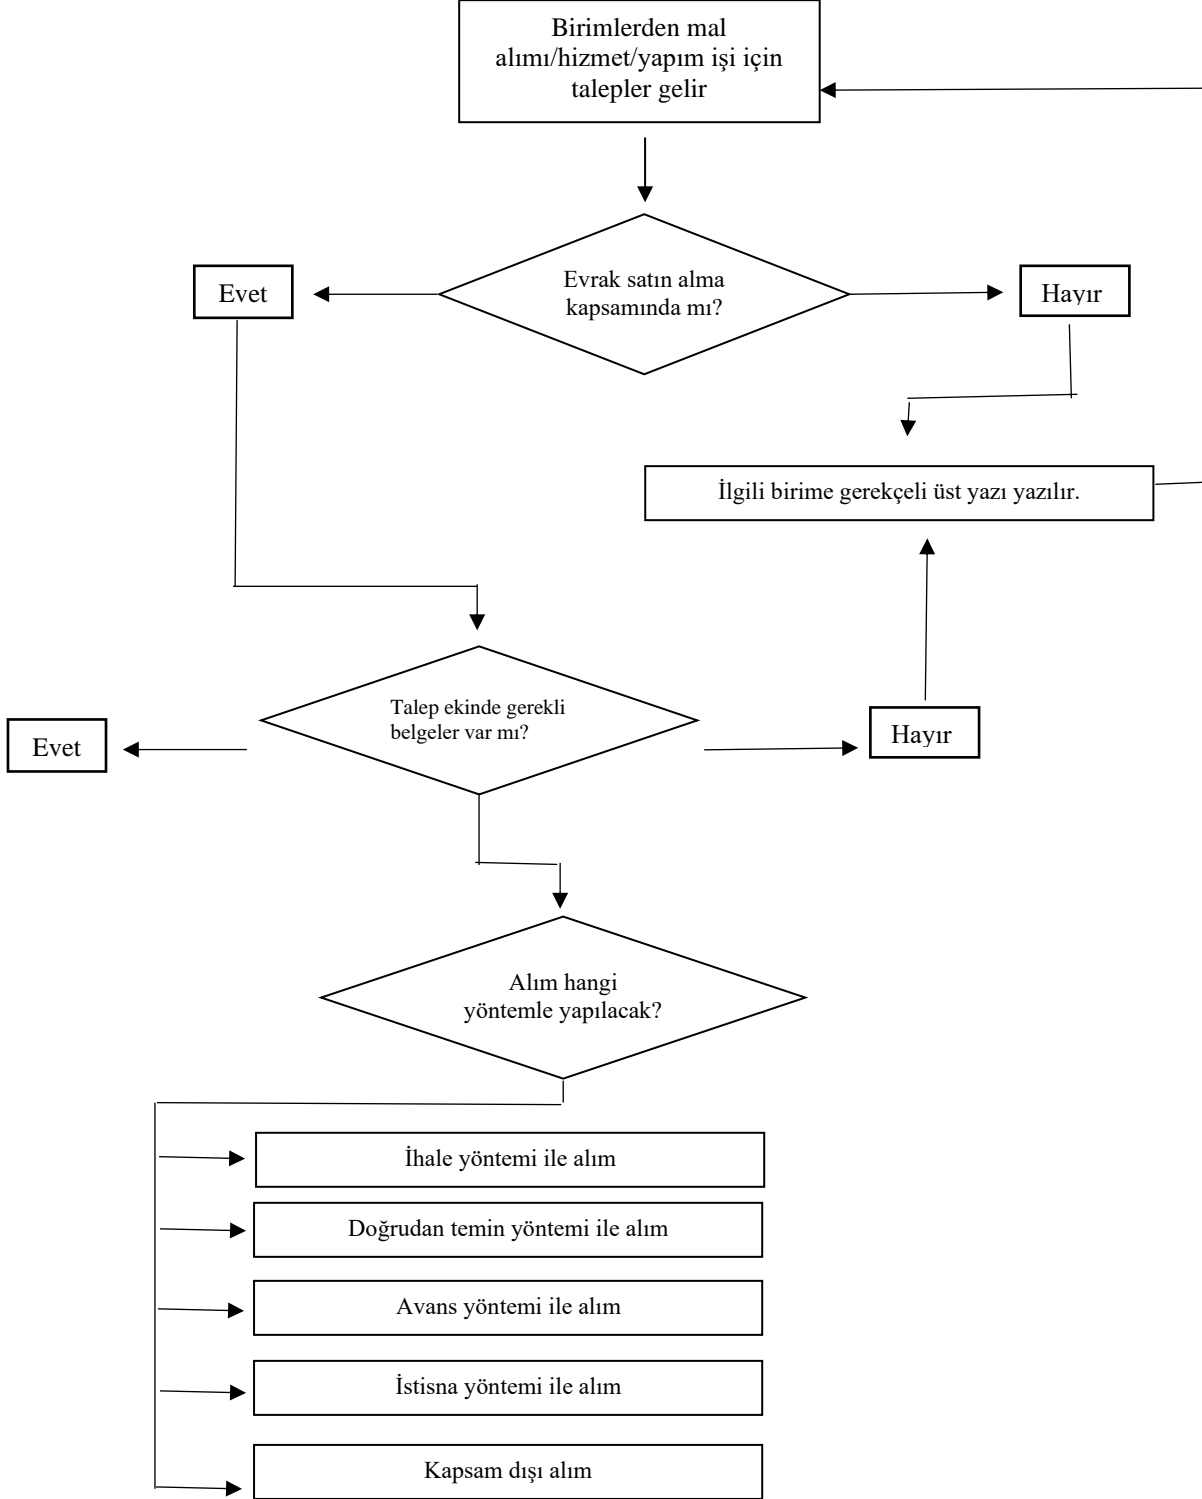 Birimlerden mal
alımı/hizmet/yapım işi için
talepler gelir
Evrak satın alma
kapsamında mı?
Evet
Hayır
İlgili birime gerekçeli üst yazı yazılır.
Talep ekinde gerekli
belgeler var mı?
Evet
Hayır
Alım hangi
yöntemle yapılacak?
İhale yöntemi ile alım
Doğrudan temin yöntemi ile alım
Avans yöntemi ile alım
İstisna yöntemi ile alım
Kapsam dışı alım